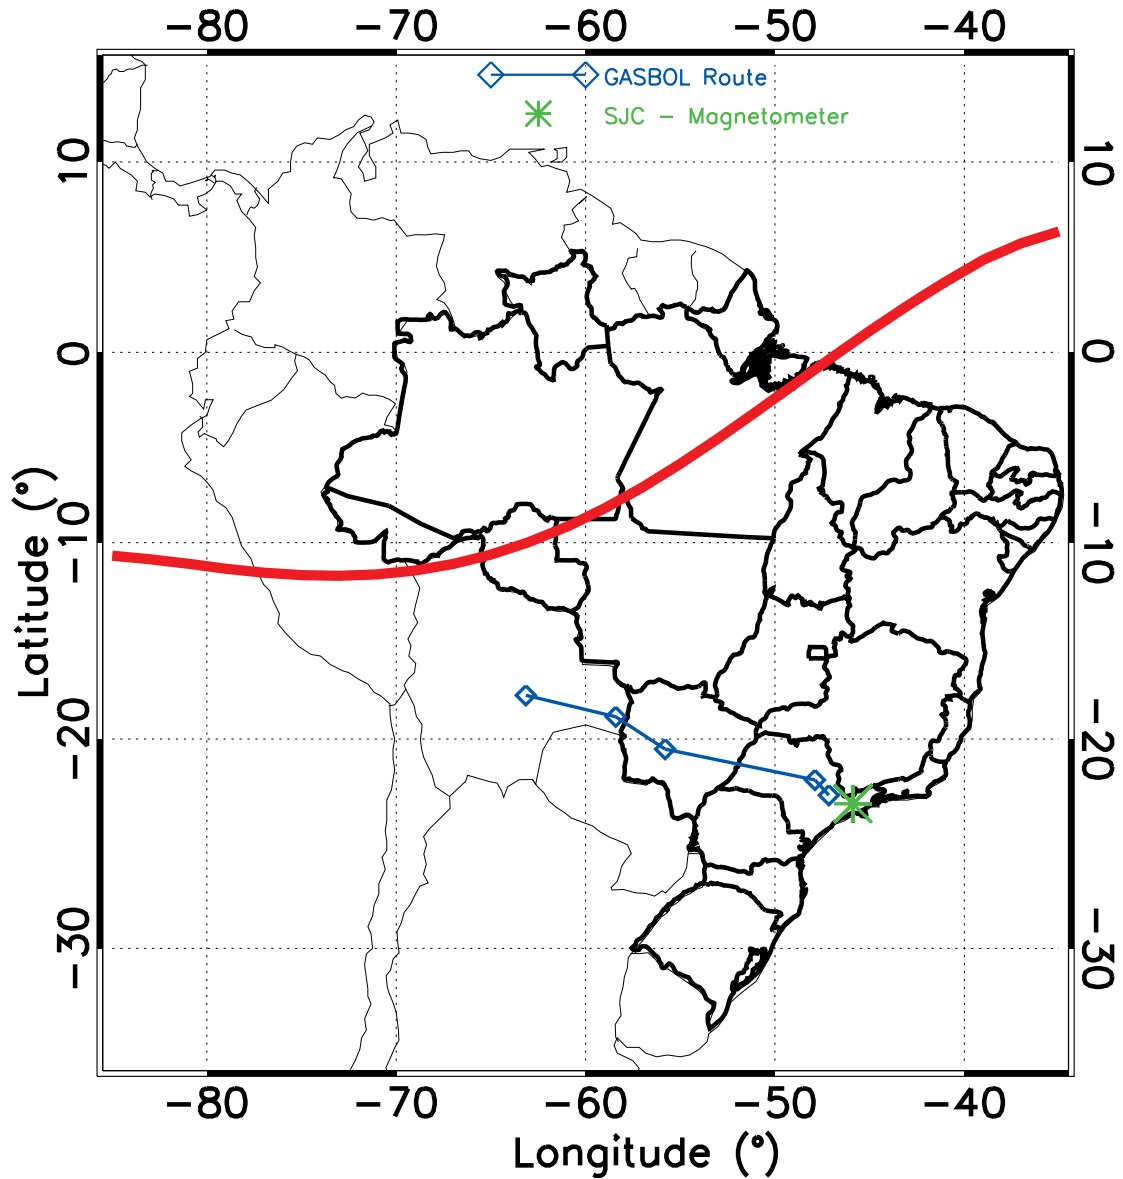 −80 −70 −60 −50 −40
GASBOL Route
SJC − Magnetometer
10 10
0 0
−10 −10
−20 −20
−30 −30
Latitude (°)
−80 −70 −60 −50 −40
Longitude (°)